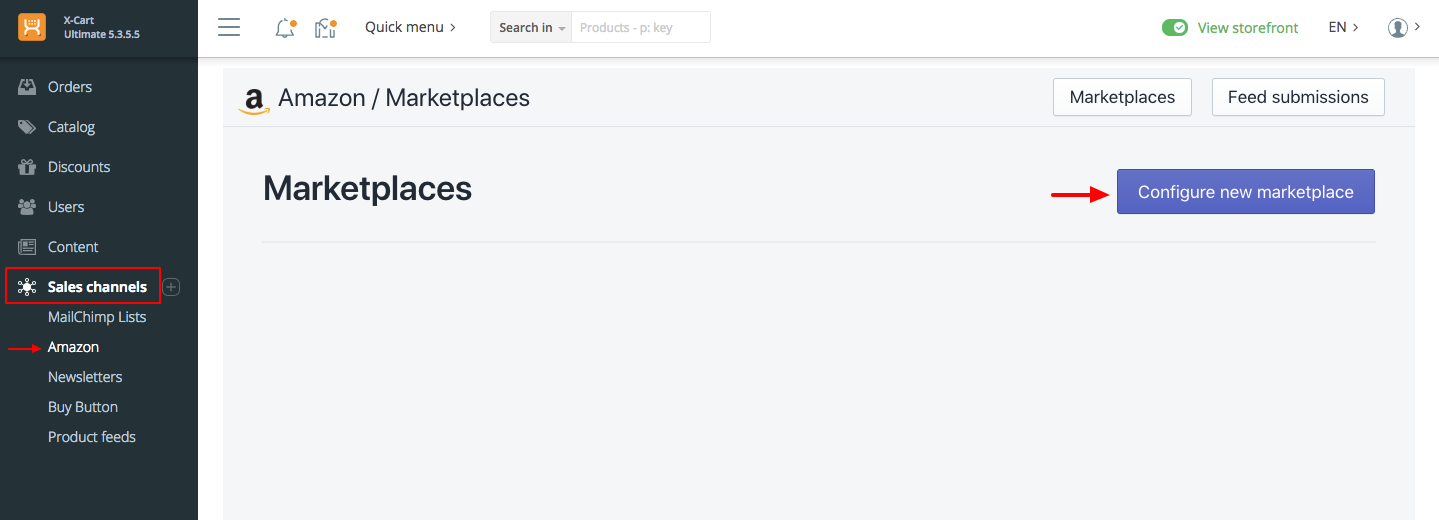 X-Cart
Ultimate 5.3.5.5
Quick menu
Search in
Products - p: key
View storefront
EN
Orders
Catalog
Discounts
Users
Content
Sales channels
MailChimp Lists
Amazon
Newsletters
Buy Button
Product feeds
a Amazon / Marketplaces
Marketplaces
Feed submissions
Marketplaces
Configure new marketplace